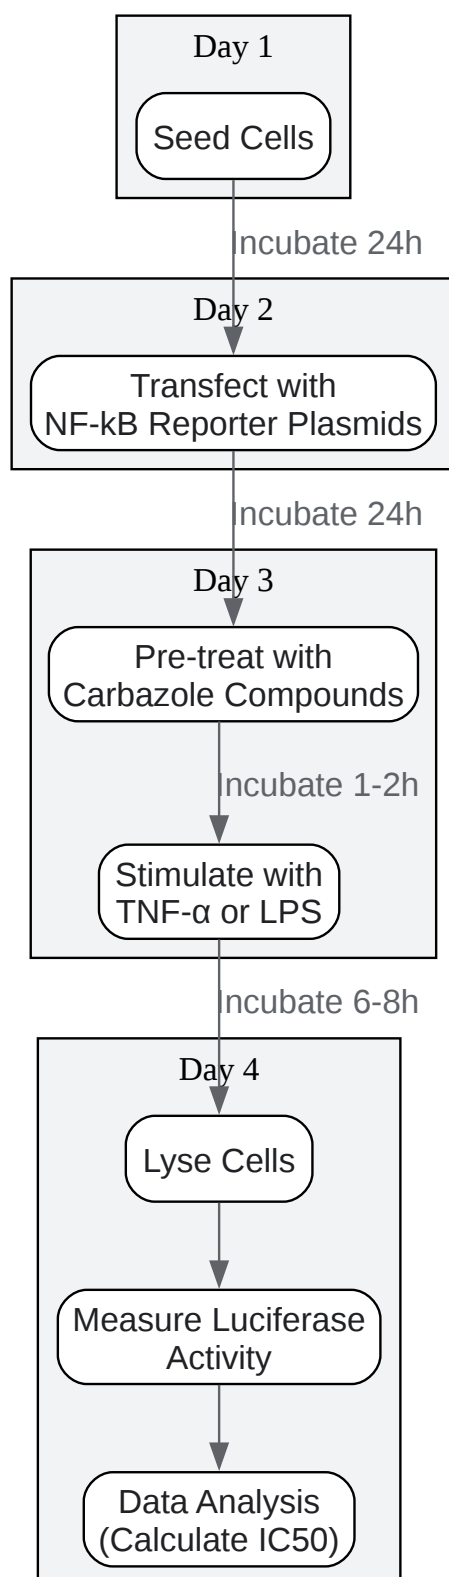 Day 1
Seed Cells
Incubate 24h
Day 2
Transfect with
NF-kB Reporter Plasmids
Incubate 24h
Day 3
Pre-treat with
Carbazole Compounds
Incubate 1-2h
Stimulate with
TNF-α or LPS
Incubate 6-8h
Day 4
Lyse Cells
Measure Luciferase
Activity
Data Analysis
(Calculate IC50)